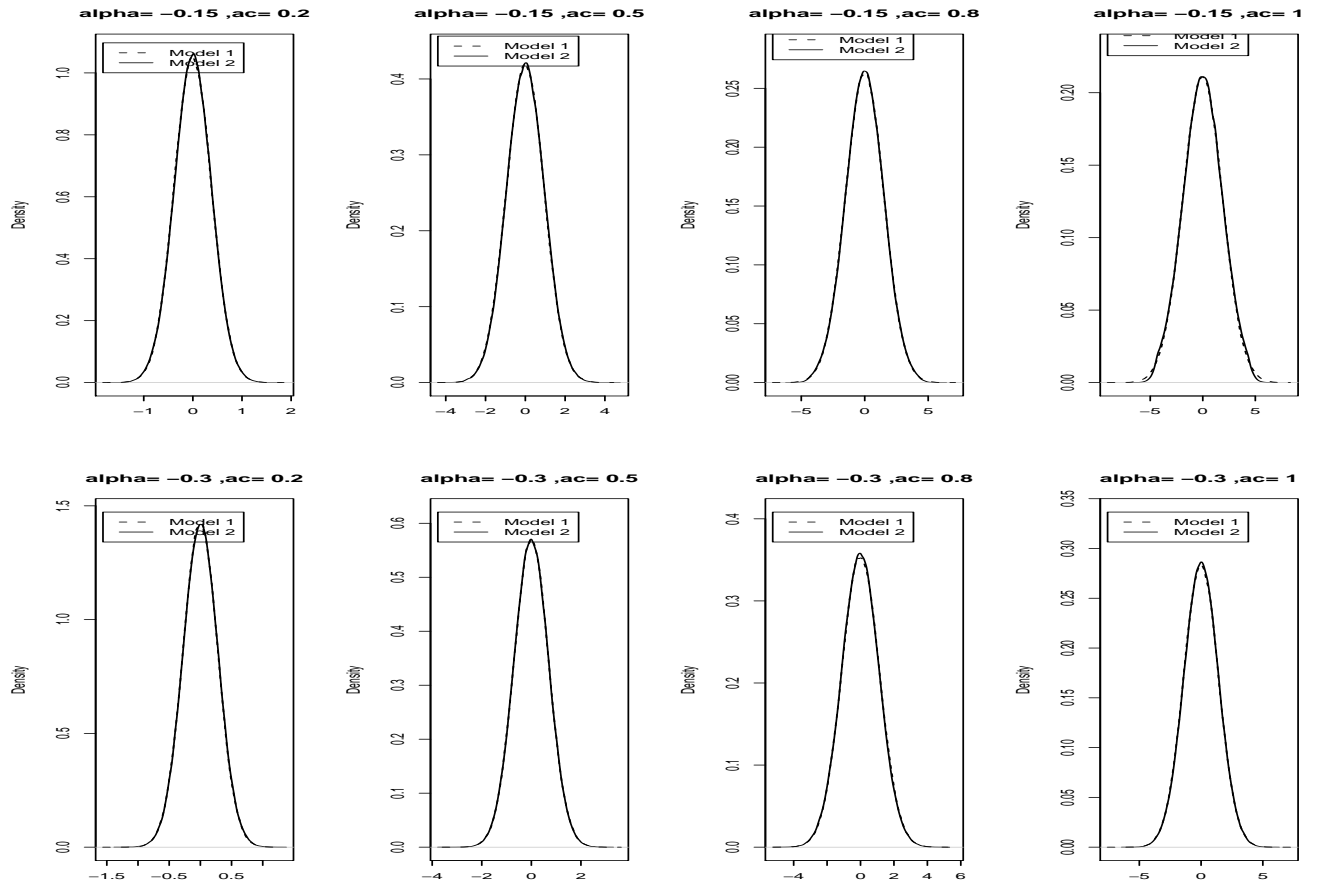 alpha= −0.15 ,ac= 0.2
Model 1
Model 2
Density
0.0
0.2
0.4
0.6
0.8
1.0
−1
0
1
2
alpha= −0.15 ,ac= 0.5
Model 1
Model 2
Density
0.0
0.1
0.2
0.3
0.4
−4
−2
0
2
4
alpha= −0.15 ,ac= 0.8
Model 1
Model 2
Density
0.00
0.05
0.10
0.15
0.20
0.25
−5
0
5
alpha= −0.15 ,ac= 1
Model 1
Model 2
Density
0.00
0.05
0.10
0.15
0.20
−5
0
5
alpha= −0.3 ,ac= 0.2
Model 1
Model 2
Density
0.0
0.5
1.0
1.5
−1.5
−0.5
0.5
alpha= −0.3 ,ac= 0.5
Model 1
Model 2
Density
0.0
0.1
0.2
0.3
0.4
0.5
0.6
−4
−2
0
2
alpha= −0.3 ,ac= 0.8
Model 1
Model 2
Density
0.0
0.1
0.2
0.3
0.4
−4
0
2
4
6
alpha= −0.3 ,ac= 1
Model 1
Model 2
Density
0.00
0.05
0.10
0.15
0.20
0.25
0.30
0.35
−5
0
5